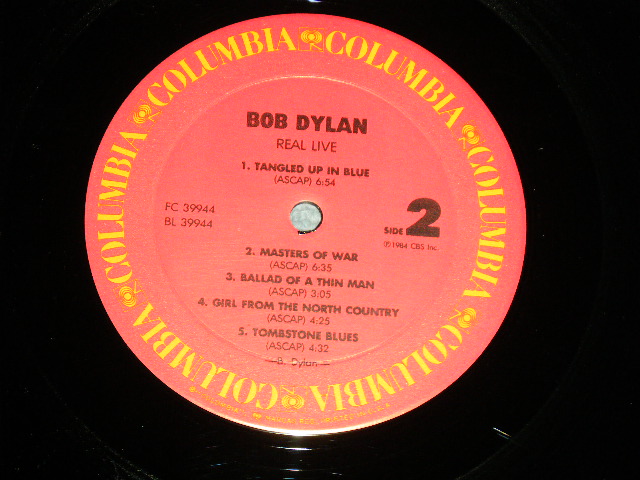 COLUMBIA COLUMBIA COLUMBIA COLUMBIA COLUMBIA COLUMBIA COLUMBIA COLUMBIA
BOB DYLAN
REAL LIVE
1. TANGLED UP IN BLUE
(ASCAP) 6:54
FC 39944
BL 39944
SIDE 2
℗1984 CBS Inc.
2. MASTERS OF WAR
(ASCAP) 6:35
3. BALLAD OF A THIN MAN
(ASCAP) 3:05
4. GIRL FROM THE NORTH COUNTRY
(ASCAP) 4:25
5. TOMBSTONE BLUES
(ASCAP) 4:32
—B. Dylan—